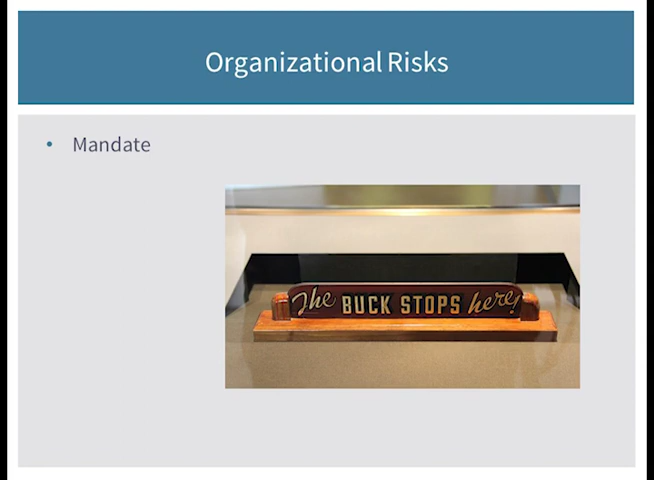 Organizational Risks
• Mandate
The BUCK STOPS here!